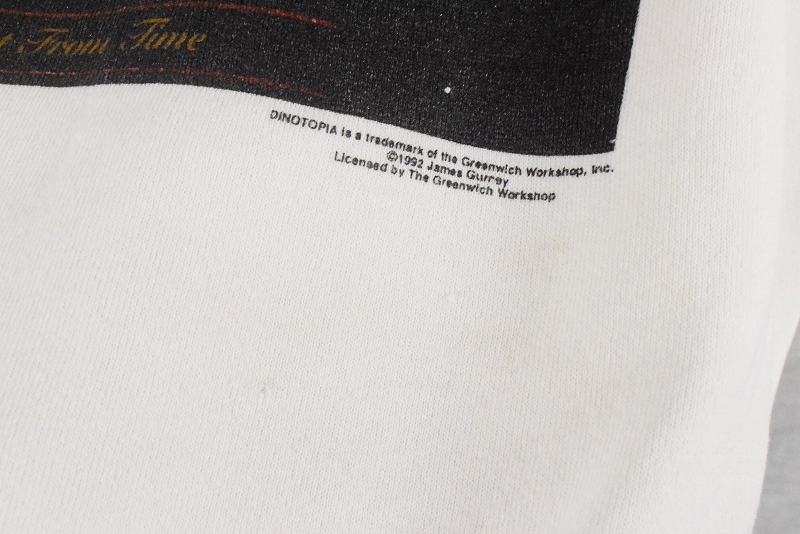 From Time
DINOTOPIA is a trademark of the Greenwich Workshop, Inc.
©1992 James Gurney
Licensed by The Greenwich Workshop